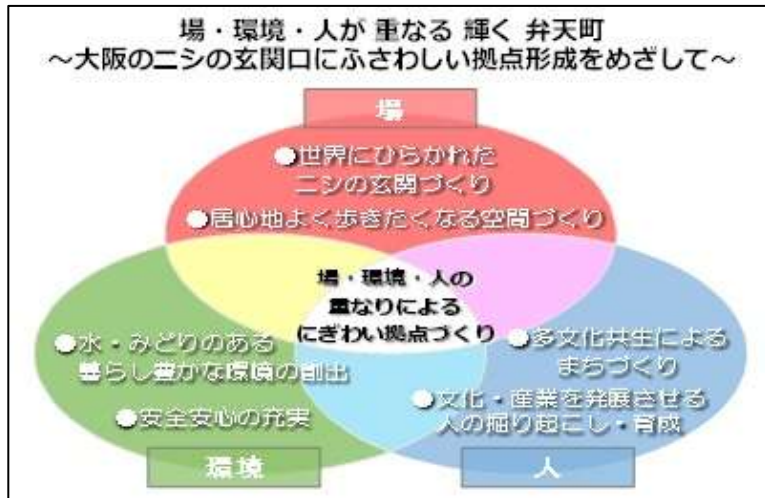 場・環境・人が 重なる 輝く 弁天町
～大阪のニシの玄関口にふさわしい拠点形成をめざして～
場
●世界にひらかれた
ニシの玄関づくり
●居心地よく歩きたくなる空間づくり
場・環境・人の
重なりによる
にぎわい拠点づくり
●水・みどりのある
暮らし豊かな環境の創出
●安全安心の充実
環境
●多文化共生による
まちづくり
●文化・産業を発展させる
人の掘り起こし・育成
人